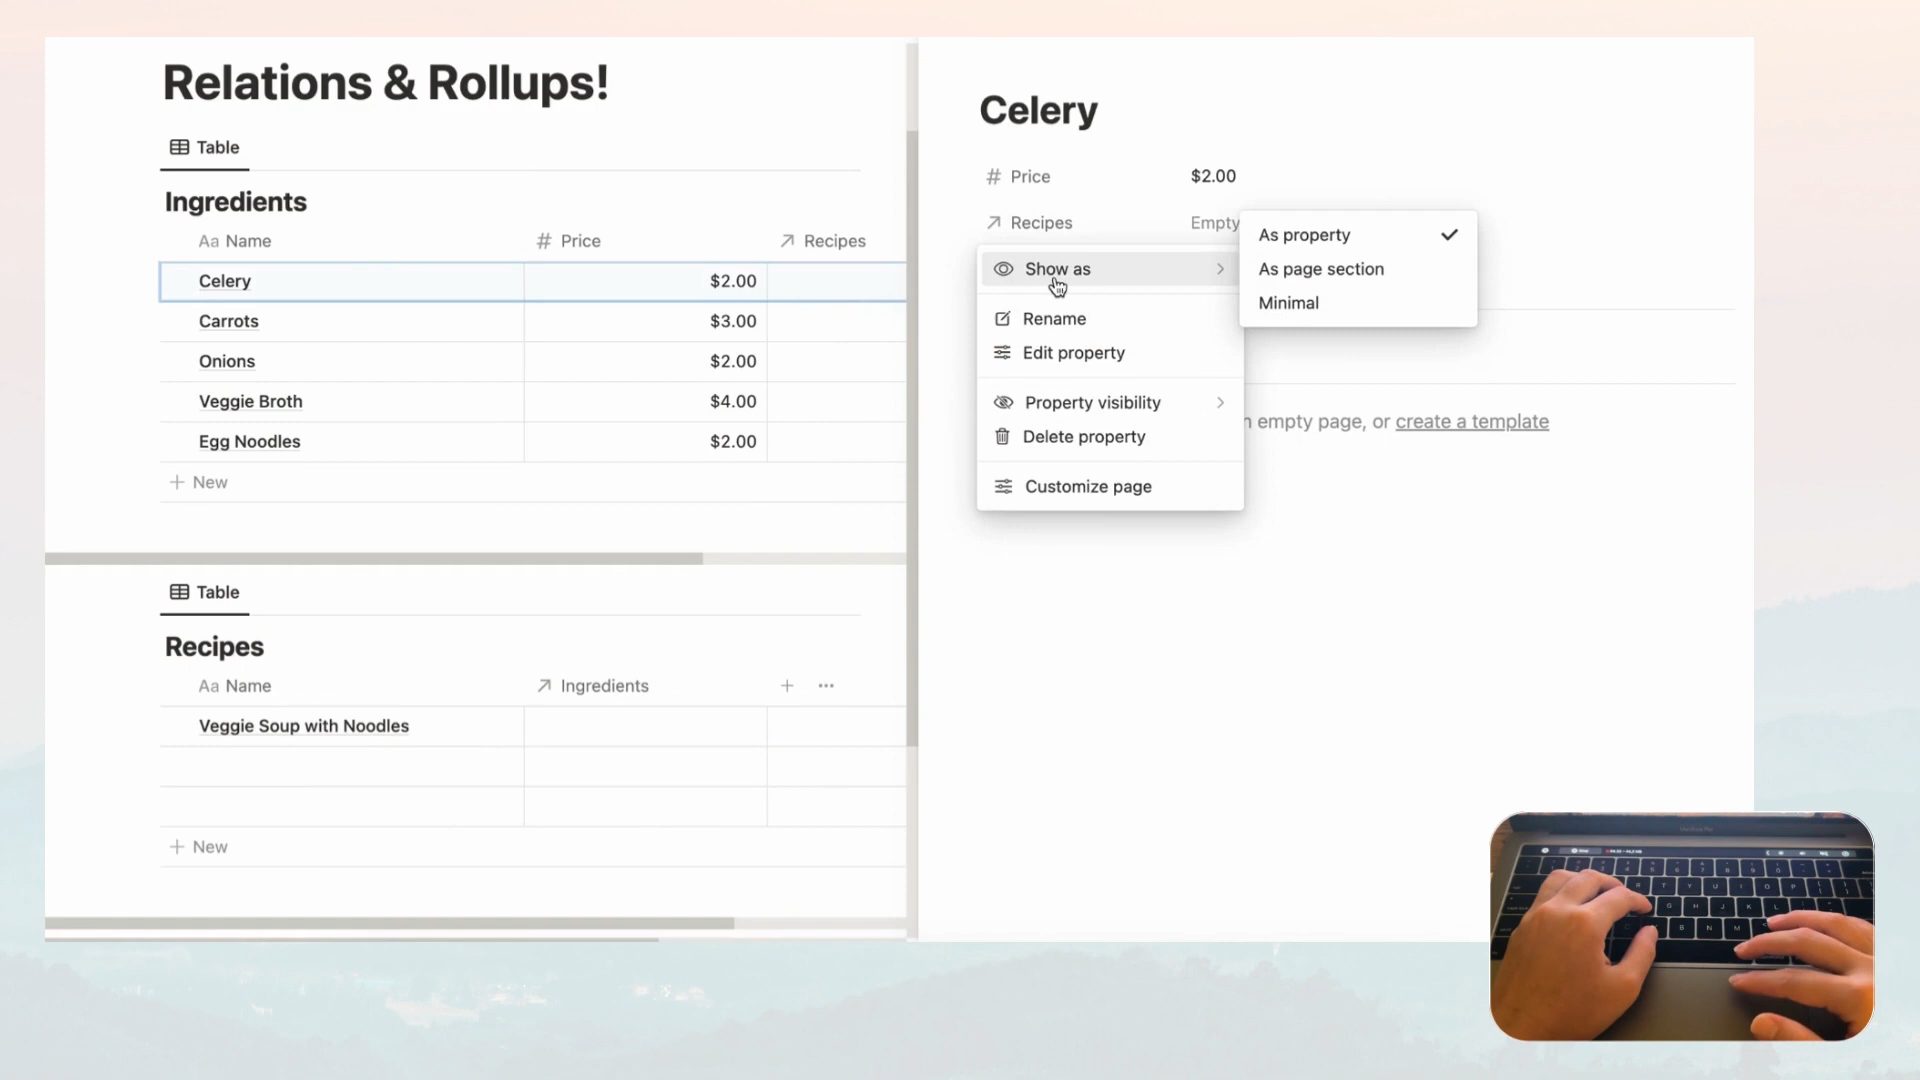 Relations & Rollups!
Table
Ingredients
Aa Name # Price Recipes
Celery $2.00
Carrots $3.00
Onions $2.00
Veggie Broth $4.00
Egg Noodles $2.00
+ New
Table
Recipes
Aa Name Ingredients + •••
Veggie Soup with Noodles
+ New
Celery
# Price $2.00
Recipes Empty
Show as
Rename
Edit property
Property visibility
Delete property
Customize page
As property
As page section
Minimal
empty page, or create a template